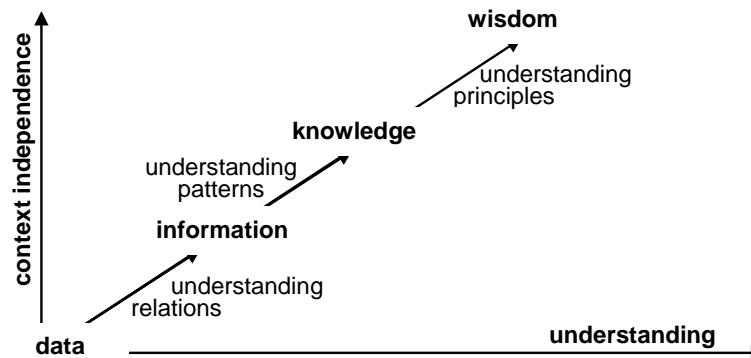 wisdom
understanding
principles
knowledge
understanding
patterns
information
understanding
relations
data
understanding
context independence